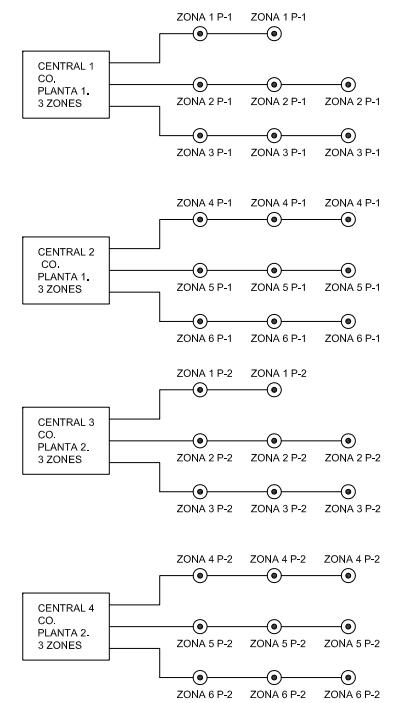 ZONA 1 P-1 ZONA 1 P-1
CENTRAL 1
CO.
PLANTA 1.
3 ZONES
ZONA 2 P-1 ZONA 2 P-1 ZONA 2 P-1
ZONA 3 P-1 ZONA 3 P-1 ZONA 3 P-1
ZONA 4 P-1 ZONA 4 P-1 ZONA 4 P-1
CENTRAL 2
CO.
PLANTA 1.
3 ZONES
ZONA 5 P-1 ZONA 5 P-1 ZONA 5 P-1
ZONA 6 P-1 ZONA 6 P-1 ZONA 6 P-1
ZONA 1 P-2 ZONA 1 P-2
CENTRAL 3
CO.
PLANTA 2.
3 ZONES
ZONA 2 P-2 ZONA 2 P-2 ZONA 2 P-2
ZONA 3 P-2 ZONA 3 P-2 ZONA 3 P-2
ZONA 4 P-2 ZONA 4 P-2 ZONA 4 P-2
CENTRAL 4
CO.
PLANTA 2.
3 ZONES
ZONA 5 P-2 ZONA 5 P-2 ZONA 5 P-2
ZONA 6 P-2 ZONA 6 P-2 ZONA 6 P-2